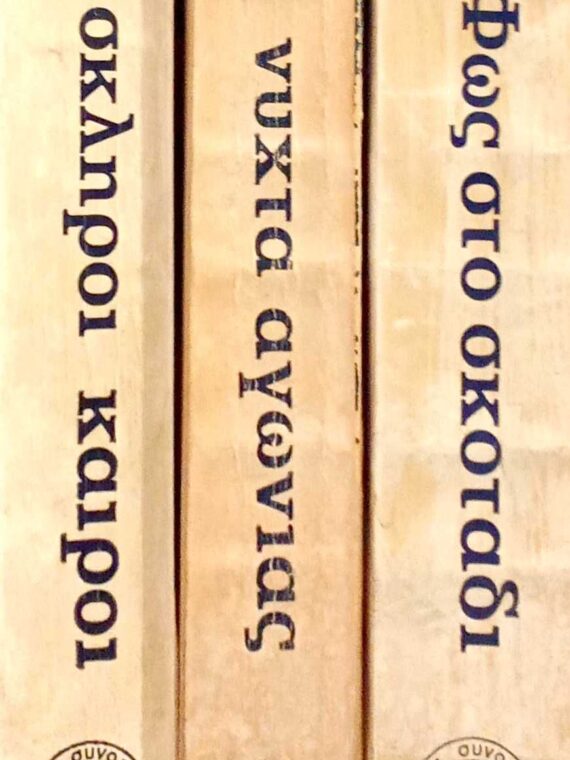 σκληροι καιροι
νυχτα αγωνιας
Φως στο σκοταδι